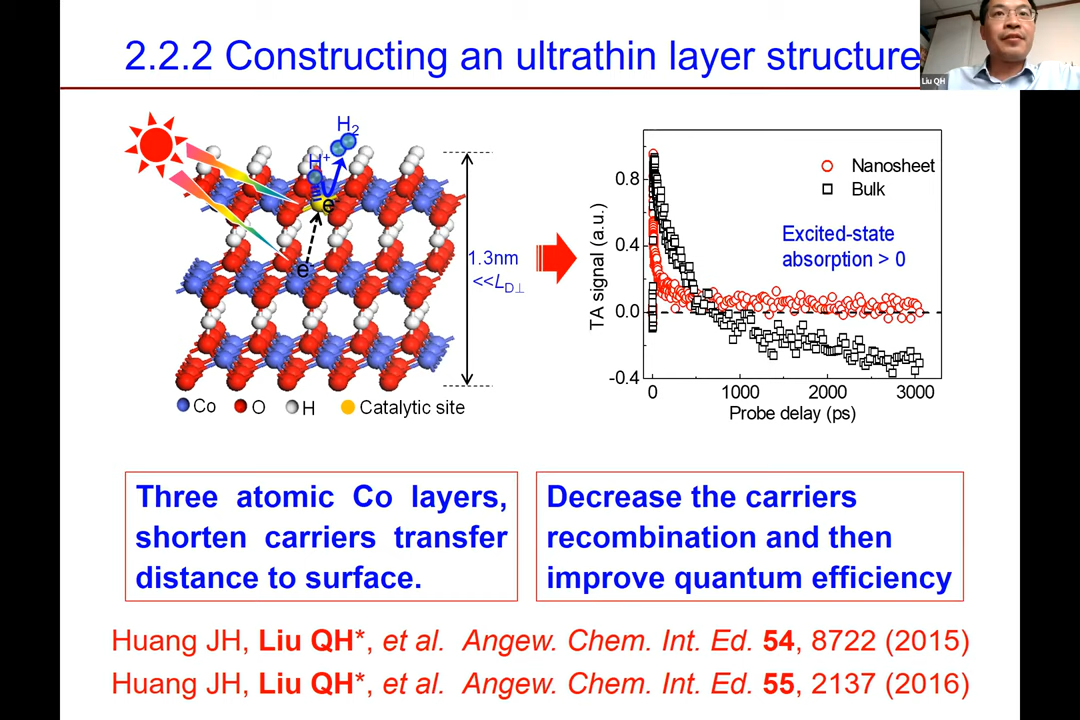 2.2.2 Constructing an ultrathin layer structure
Liu QH
H2
H+
e-
e-
1.3nm
<<LD⊥
Co O H Catalytic site
TA signal (a.u.)
0.8
0.4
0.0
-0.4
0 1000 2000 3000
Probe delay (ps)
Nanosheet
Bulk
Excited-state
absorption > 0
Three atomic Co layers,
shorten carriers transfer
distance to surface.
Decrease the carriers
recombination and then
improve quantum efficiency
Huang JH, Liu QH*, et al. Angew. Chem. Int. Ed. 54, 8722 (2015)
Huang JH, Liu QH*, et al. Angew. Chem. Int. Ed. 55, 2137 (2016)